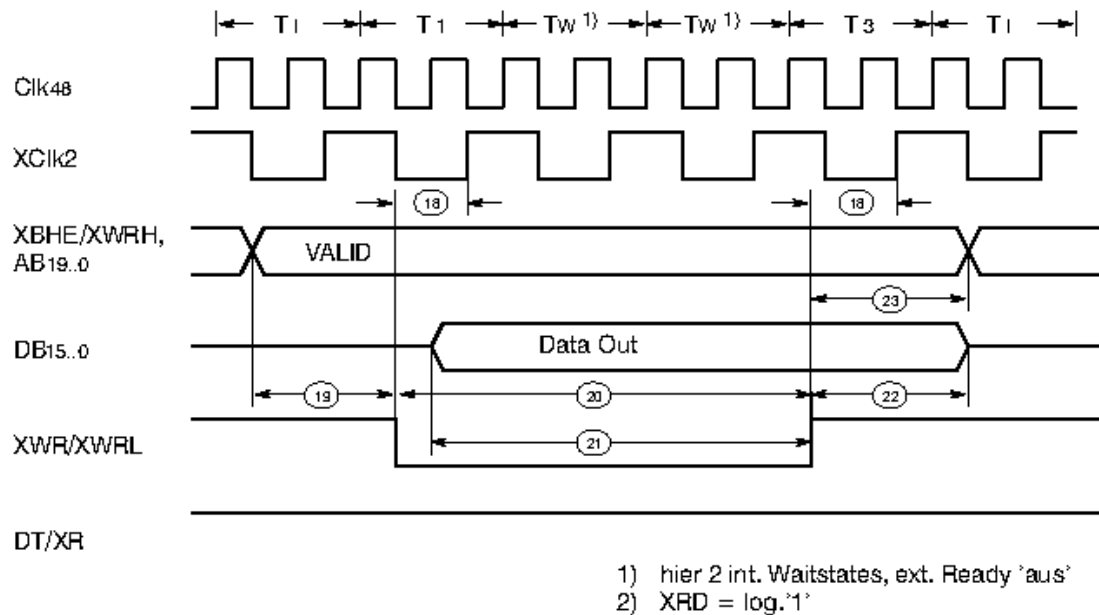 TI T1 TW 1) TW 1) T3 TI
Clk48
XClk2
18 18
XBHE/XWRH,
AB19..0
VALID
23
DB15..0
Data Out
19 20 22
XWR/XWRL
21
DT/XR
1) hier 2 int. Waitstates, ext. Ready 'aus'
2) XRD = log.'1'